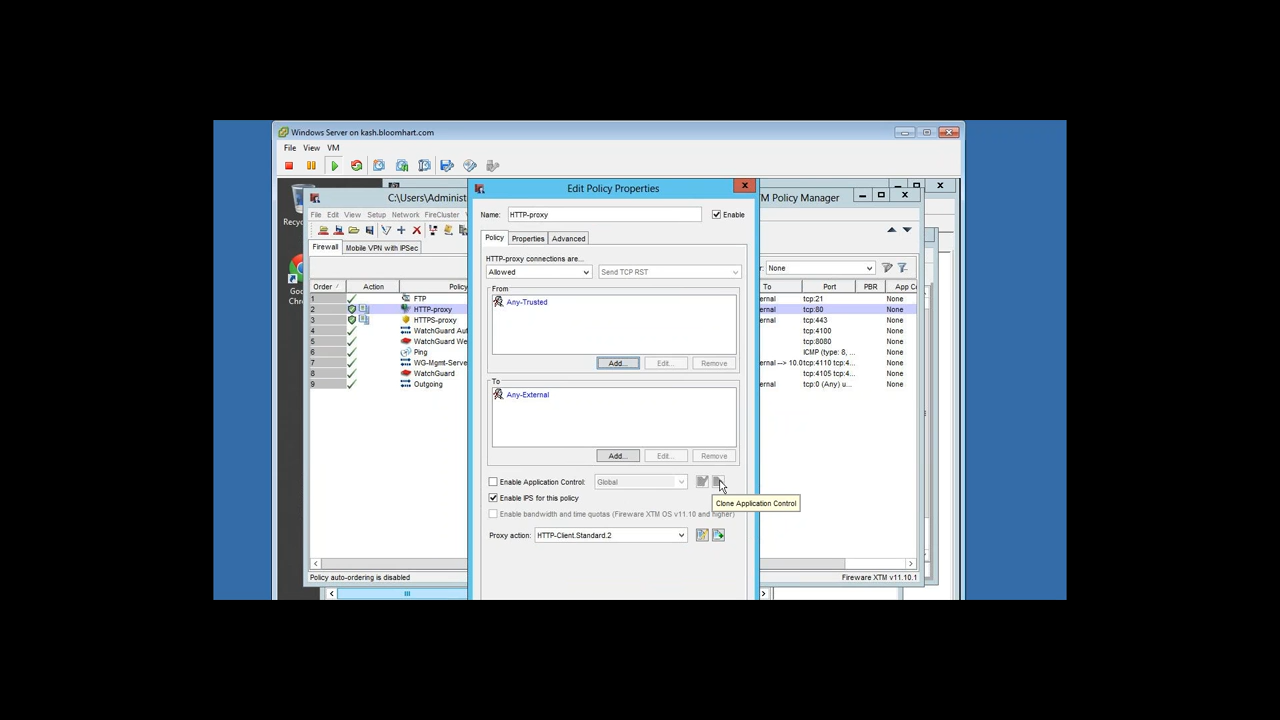 Windows Server on kash.bloomhart.com
File View VM
Recyc
C:\Users\Administ
Edit Policy Properties
M Policy Manager
File Edit View Setup Network FireCluster
Name: HTTP-proxy Enable
Firewall Mobile VPN with IPSec
Policy Properties Advanced
HTTP-proxy connections are...
Allowed Send TCP RST
None
Order / Action Policy
To Port PBR App C
From
Any-Trusted
1 FTP
ernal tcp:21 None
2 HTTP-proxy
ernal tcp:80 None
3 HTTPS-proxy
ernal tcp:443 None
4 WatchGuard Aut
tcp:4100 None
5 WatchGuard We
tcp:8080 None
6 Ping
ICMP (type: 8, ... None
7 WG-Mgmt-Serve
ernal --> 10.0 tcp:4110 tcp:4... None
8 WatchGuard
tcp:4105 tcp:4... None
9 Outgoing
ernal tcp:0 (Any) u... None
Goo
Chr
Add... Edit... Remove
To
Any-External
Add... Edit... Remove
Enable Application Control: Global
Enable IPS for this policy
Clone Application Control
Enable bandwidth and time quotas (Fireware XTM OS v11.10 and higher)
Proxy action: HTTP-Client.Standard.2
Policy auto-ordering is disabled
Fireware XTM v11.10.1